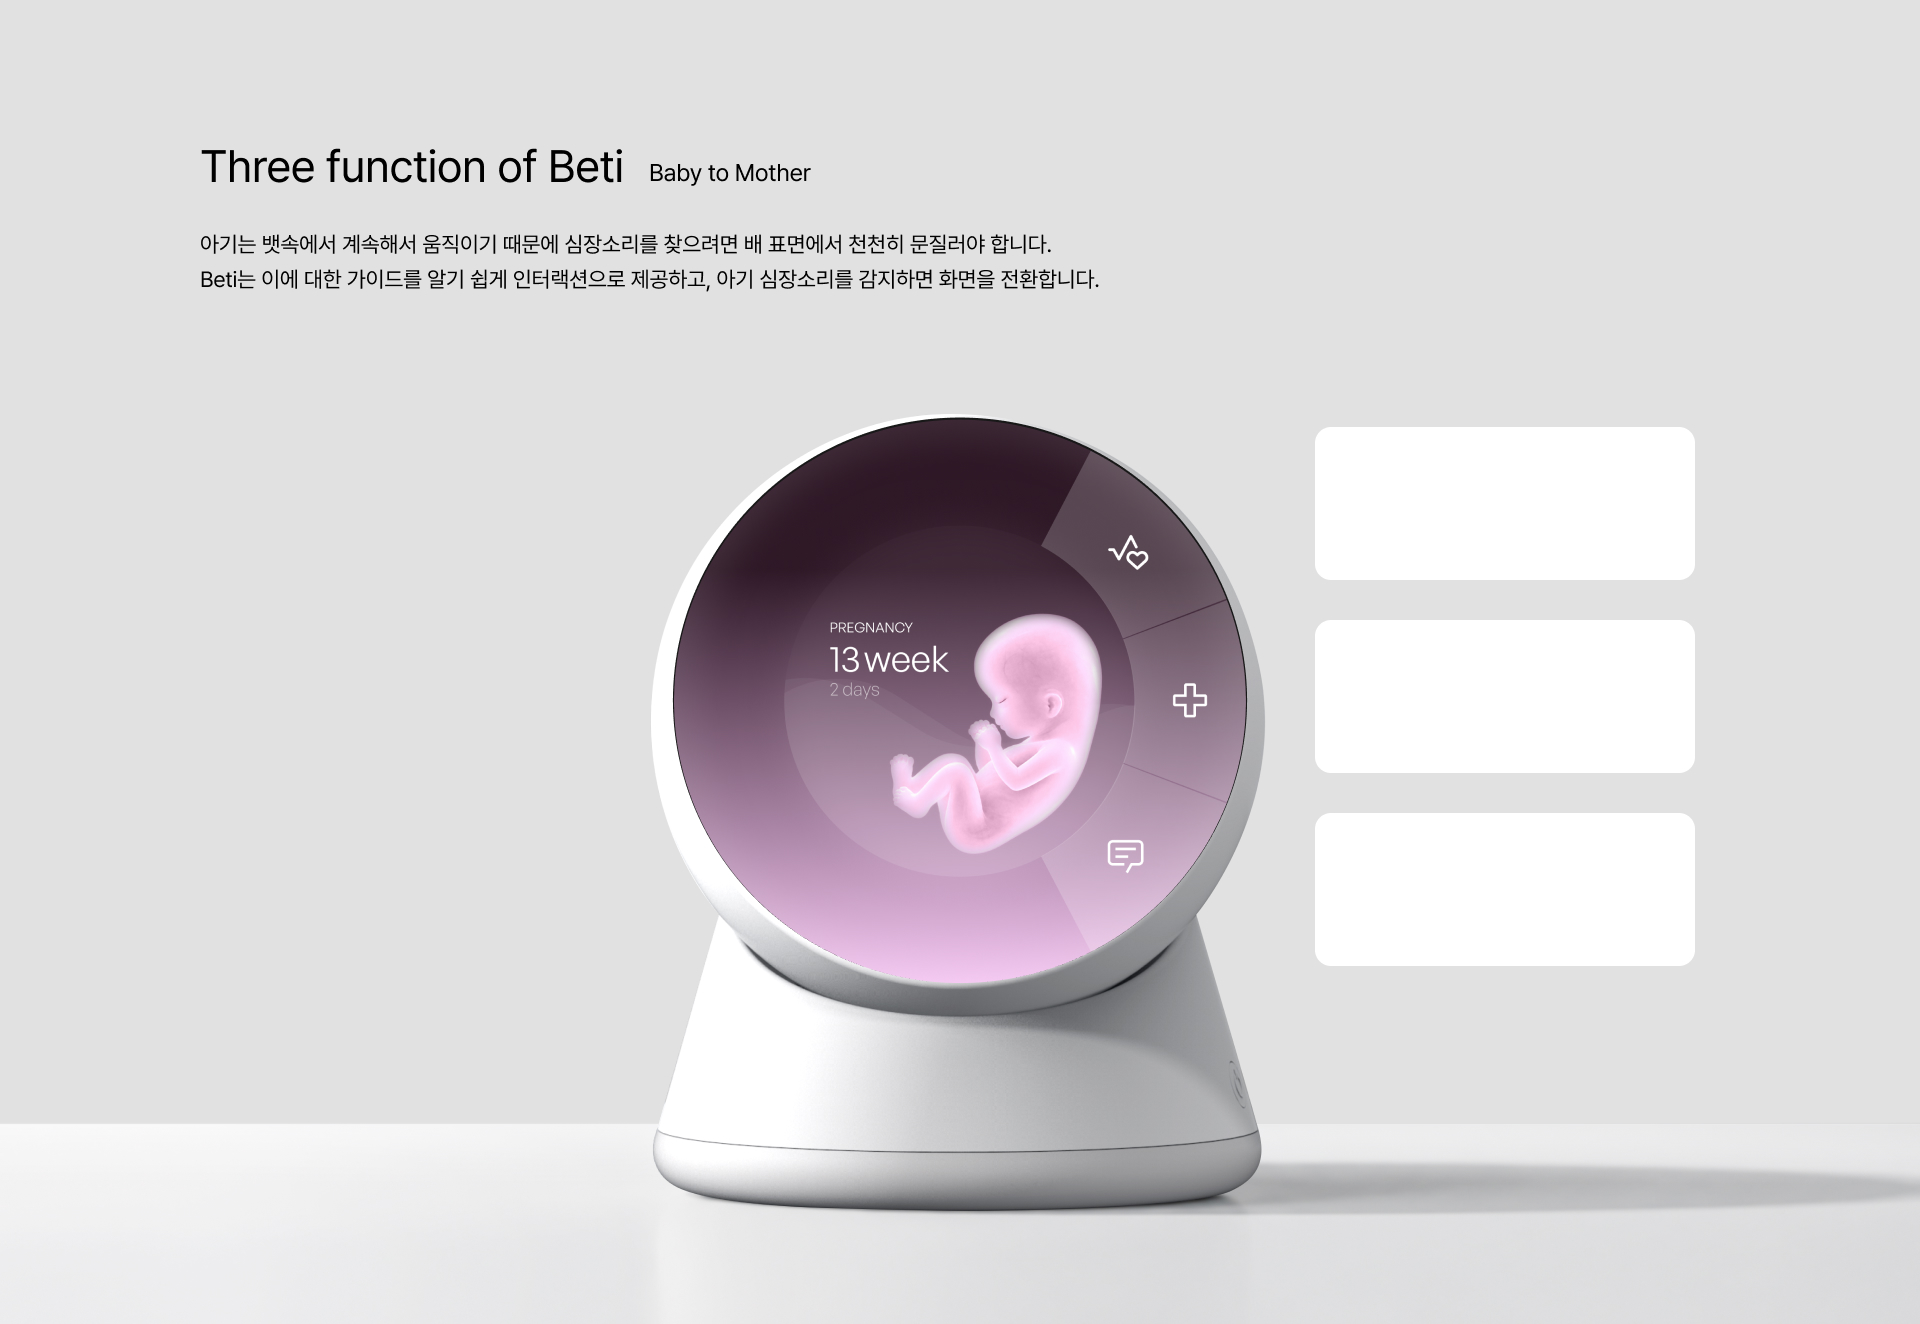 Three function of Beti Baby to Mother
아기는 뱃속에서 계속해서 움직이기 때문에 심장소리를 찾으려면 배 표면에서 천천히 문질러야 합니다.
Beti는 이에 대한 가이드를 알기 쉽게 인터랙션으로 제공하고, 아기 심장소리를 감지하면 화면을 전환합니다.
PREGNANCY
13 week
2 days